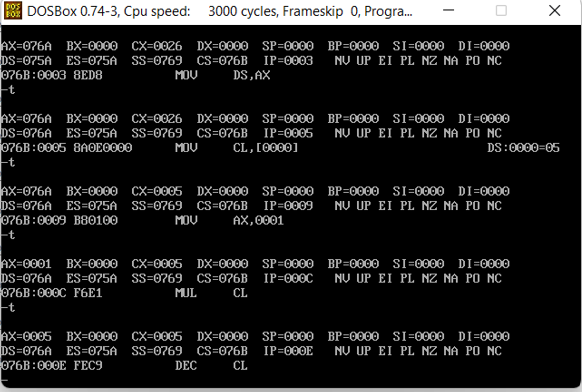 DOSBox 0.74-3, Cpu speed: 3000 cycles, Frameskip 0, Progra...
AX=076A BX=0000 CX=0026 DX=0000 SP=0000 BP=0000 SI=0000 DI=0000
DS=075A ES=075A SS=0769 CS=076B IP=0003 NV UP EI PL NZ NA PO NC
076B:0003 8ED8 MOV DS,AX
-t
AX=076A BX=0000 CX=0026 DX=0000 SP=0000 BP=0000 SI=0000 DI=0000
DS=076A ES=075A SS=0769 CS=076B IP=0005 NV UP EI PL NZ NA PO NC
076B:0005 8A0E0000 MOV CL,[0000] DS:0000=05
-t
AX=076A BX=0000 CX=0005 DX=0000 SP=0000 BP=0000 SI=0000 DI=0000
DS=076A ES=075A SS=0769 CS=076B IP=0009 NV UP EI PL NZ NA PO NC
076B:0009 B80100 MOV AX,0001
-t
AX=0001 BX=0000 CX=0005 DX=0000 SP=0000 BP=0000 SI=0000 DI=0000
DS=076A ES=075A SS=0769 CS=076B IP=000C NV UP EI PL NZ NA PO NC
076B:000C F6E1 MUL CL
-t
AX=0005 BX=0000 CX=0005 DX=0000 SP=0000 BP=0000 SI=0000 DI=0000
DS=076A ES=075A SS=0769 CS=076B IP=000E NV UP EI PL NZ NA PO NC
076B:000E FEC9 DEC CL
-